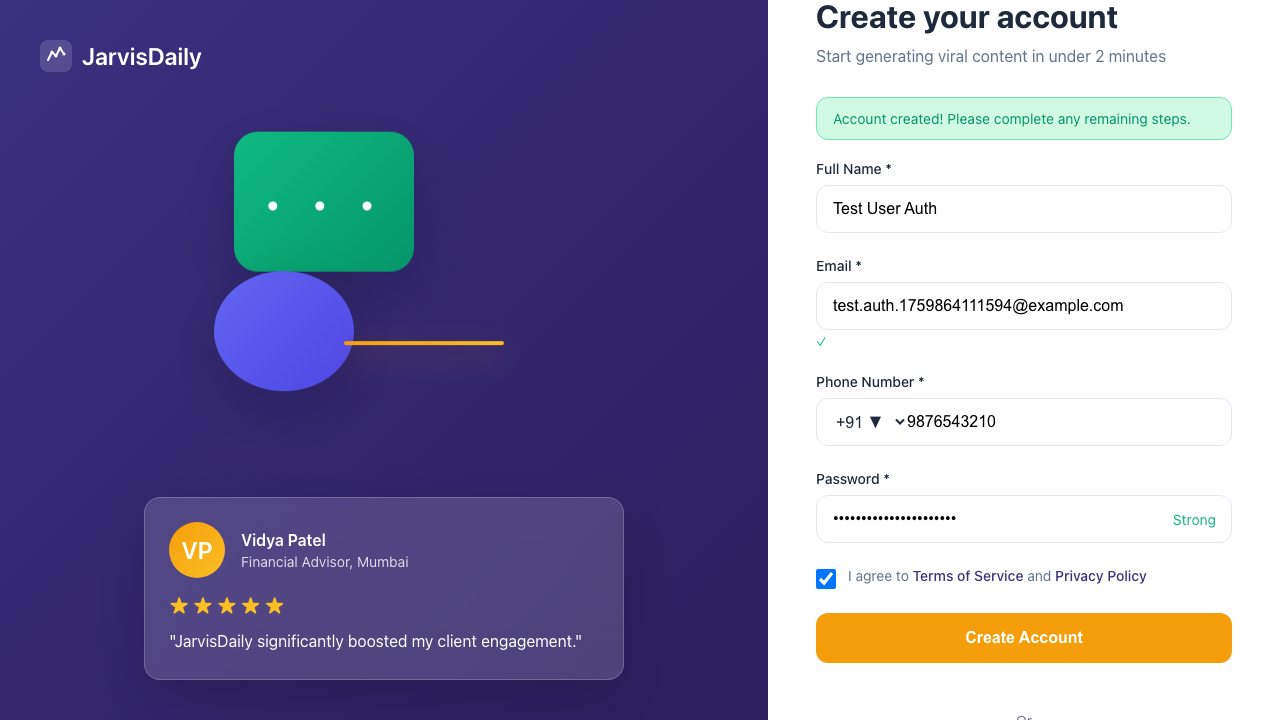 JarvisDaily
VP
Vidya Patel
Financial Advisor, Mumbai
"JarvisDaily significantly boosted my client engagement."
Create your account
Start generating viral content in under 2 minutes
Account created! Please complete any remaining steps.
Full Name *
Test User Auth
Email *
test.auth.1759864111594@example.com
✓
Phone Number *
+91 ▼ 9876543210
Password *
•••••••••••••••••••••• Strong
I agree to Terms of Service and Privacy Policy
Create Account
Or